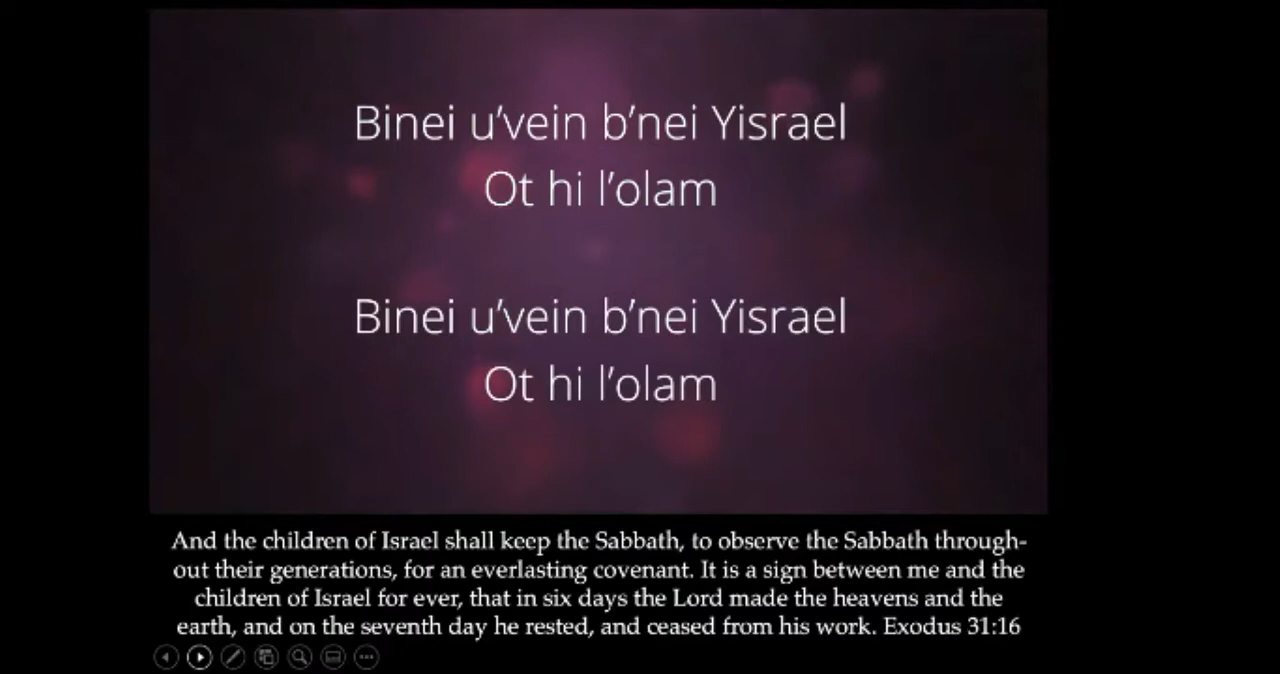 Binei u’vein b’nei Yisrael
Ot hi l’olam
Binei u’vein b’nei Yisrael
Ot hi l’olam
And the children of Israel shall keep the Sabbath, to observe the Sabbath through-
out their generations, for an everlasting covenant. It is a sign between me and the
children of Israel for ever, that in six days the Lord made the heavens and the
earth, and on the seventh day he rested, and ceased from his work. Exodus 31:16